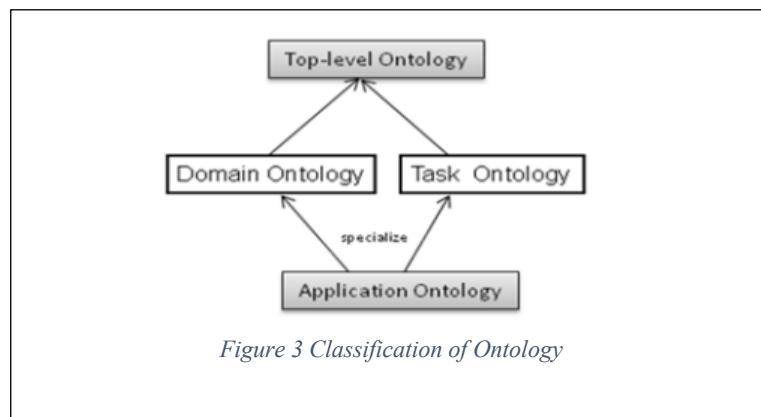 Top-level Ontology
Domain Ontology
Task Ontology
specialize
Application Ontology
Figure 3 Classification of Ontology